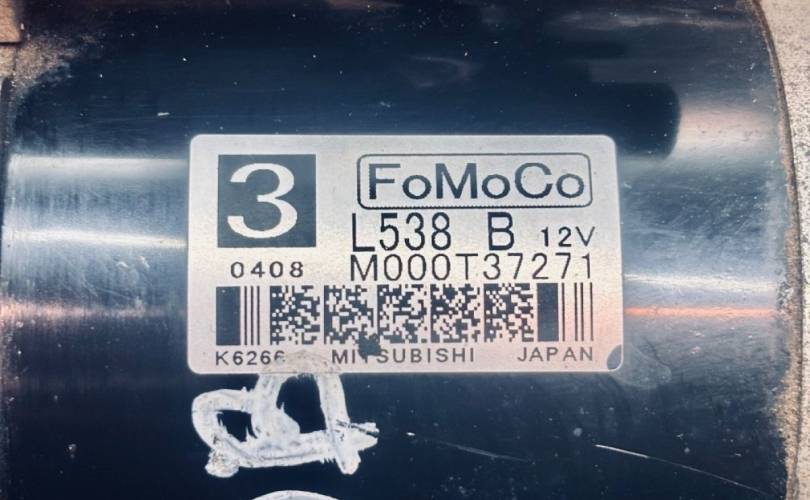 3
FoMoCo
L538 B 12V
0408 M000T37271
K6266 MITSUBISHI JAPAN